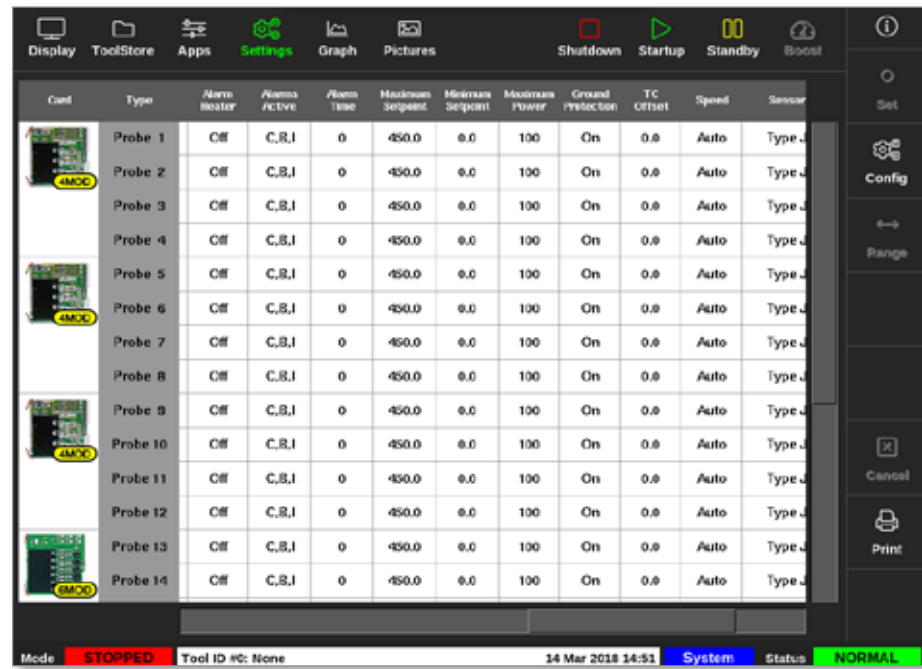 Display ToolStore Apps Settings Graph Pictures Shutdown Startup Standby Boost
Card Type Alarm Heater Alarms Active Alarm Time Maximum Setpoint Minimum Setpoint Maximum Power Ground Protection TC Offset Speed Sensor
Set
Config
Range
Cancel
Print
4MOD
Probe 1 Off C,B,I 0 450.0 0.0 100 On 0.0 Auto Type J
Probe 2 Off C,B,I 0 450.0 0.0 100 On 0.0 Auto Type J
Probe 3 Off C,B,I 0 450.0 0.0 100 On 0.0 Auto Type J
Probe 4 Off C,B,I 0 450.0 0.0 100 On 0.0 Auto Type J
4MOD
Probe 5 Off C,B,I 0 450.0 0.0 100 On 0.0 Auto Type J
Probe 6 Off C,B,I 0 450.0 0.0 100 On 0.0 Auto Type J
Probe 7 Off C,B,I 0 450.0 0.0 100 On 0.0 Auto Type J
Probe 8 Off C,B,I 0 450.0 0.0 100 On 0.0 Auto Type J
4MOD
Probe 9 Off C,B,I 0 450.0 0.0 100 On 0.0 Auto Type J
Probe 10 Off C,B,I 0 450.0 0.0 100 On 0.0 Auto Type J
Probe 11 Off C,B,I 0 450.0 0.0 100 On 0.0 Auto Type J
Probe 12 Off C,B,I 0 450.0 0.0 100 On 0.0 Auto Type J
6MOD
Probe 13 Off C,B,I 0 450.0 0.0 100 On 0.0 Auto Type J
Probe 14 Off C,B,I 0 450.0 0.0 100 On 0.0 Auto Type J
Mode STOPPED Tool ID #0: None 14 Mar 2018 14:51 System Status NORMAL